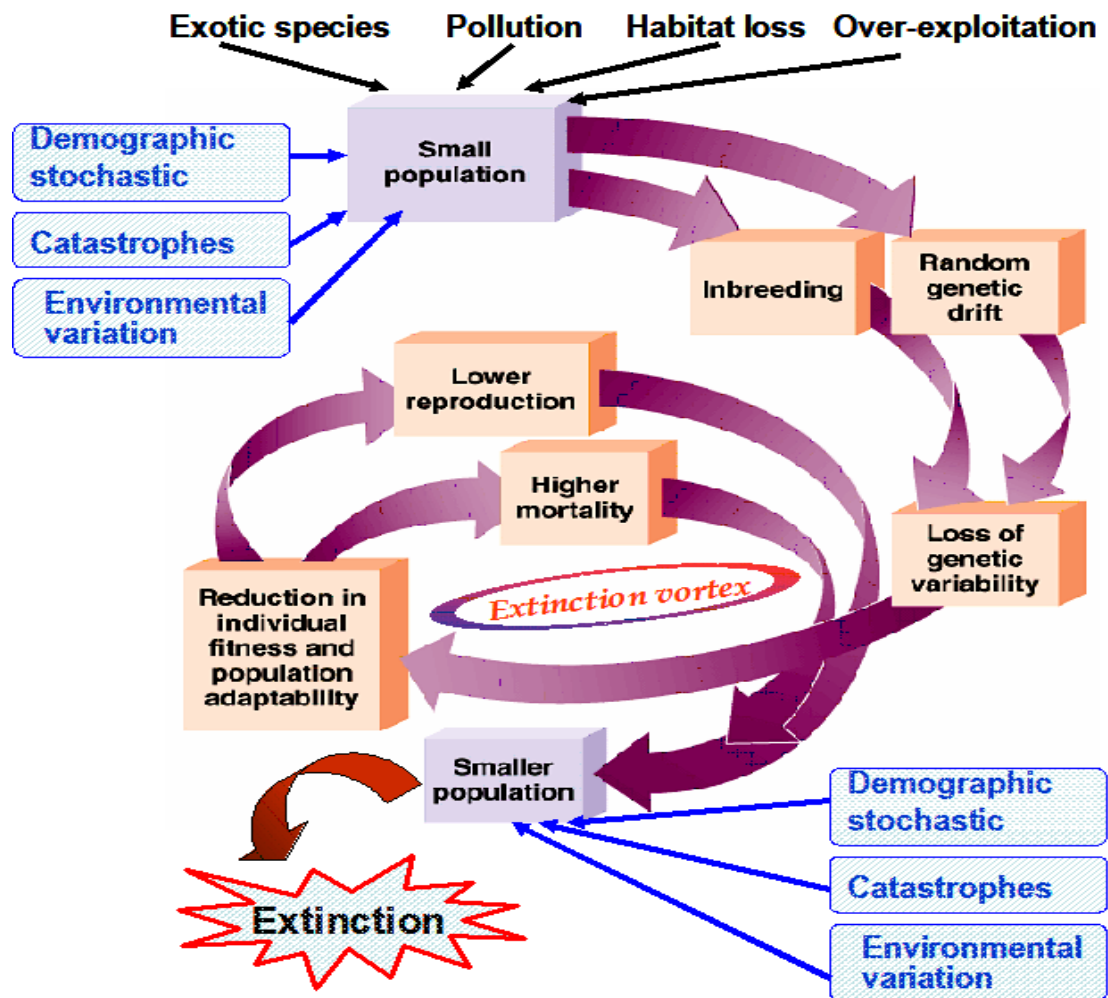 Exotic species
Pollution
Habitat loss
Over-exploitation
Demographic
stochastic
Small
population
Catastrophes
Environmental
variation
Inbreeding
Random
genetic
drift
Lower
reproduction
Higher
mortality
Loss of
genetic
variability
Extinction vortex
Reduction in
individual
fitness and
population
adaptability
Smaller
population
Demographic
stochastic
Catastrophes
Extinction
Environmental
variation